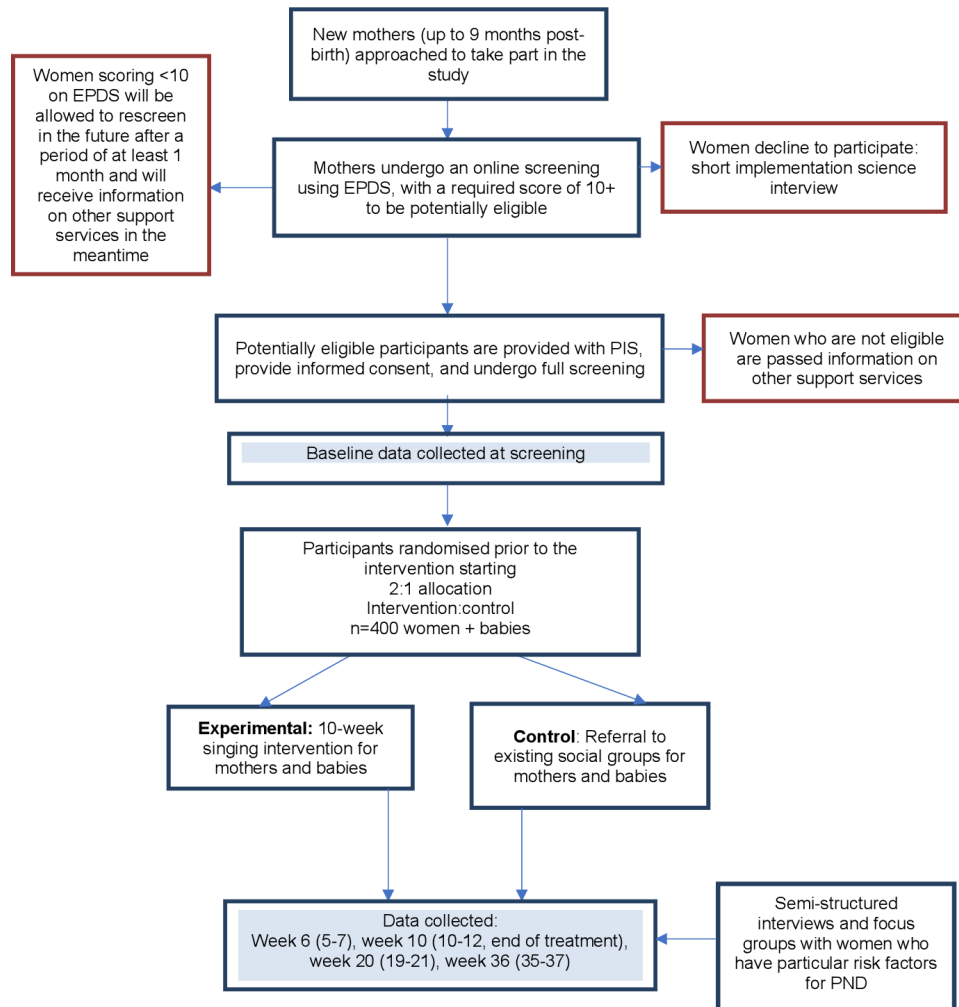 New mothers (up to 9 months post-
birth) approached to take part in the
study
Women scoring <10
on EPDS will be
allowed to rescreen
in the future after a
period of at least 1
month and will
receive information
on other support
services in the
meantime
Mothers undergo an online screening
using EPDS, with a required score of 10+
to be potentially eligible
Women decline to participate:
short implementation science
interview
Potentially eligible participants are provided with PIS,
provide informed consent, and undergo full screening
Women who are not eligible
are passed information on
other support services
Baseline data collected at screening
Participants randomised prior to the
intervention starting
2:1 allocation
Intervention:control
n=400 women + babies
Experimental: 10-week
singing intervention for
mothers and babies
Control: Referral to
existing social groups for
mothers and babies
Data collected:
Week 6 (5-7), week 10 (10-12, end of treatment),
week 20 (19-21), week 36 (35-37)
Semi-structured
interviews and focus
groups with women who
have particular risk factors
for PND